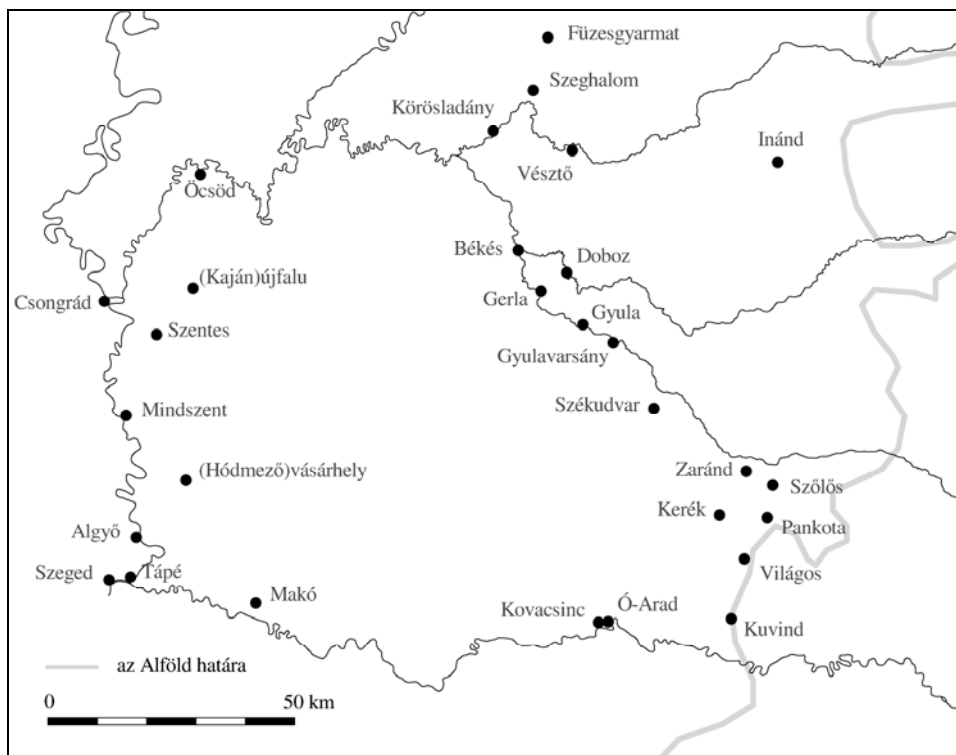 Füzesgyarmat
Szeghalom
Körösladány
Inánd
Vésztő
Öcsöd
Békés
Doboz
(Kaján)újfalu
Csongrád
Gerla
Gyula
Szentes
Gyulavarsány
Mindszent
Székudvar
(Hódmező)vásárhely
Zaránd
Szőlős
Kerék
Pankota
Algyő
Szeged
Tápé
Világos
Makó
Kovacsinc
Ó-Arad
Kuvind
az Alföld határa
0 50 km